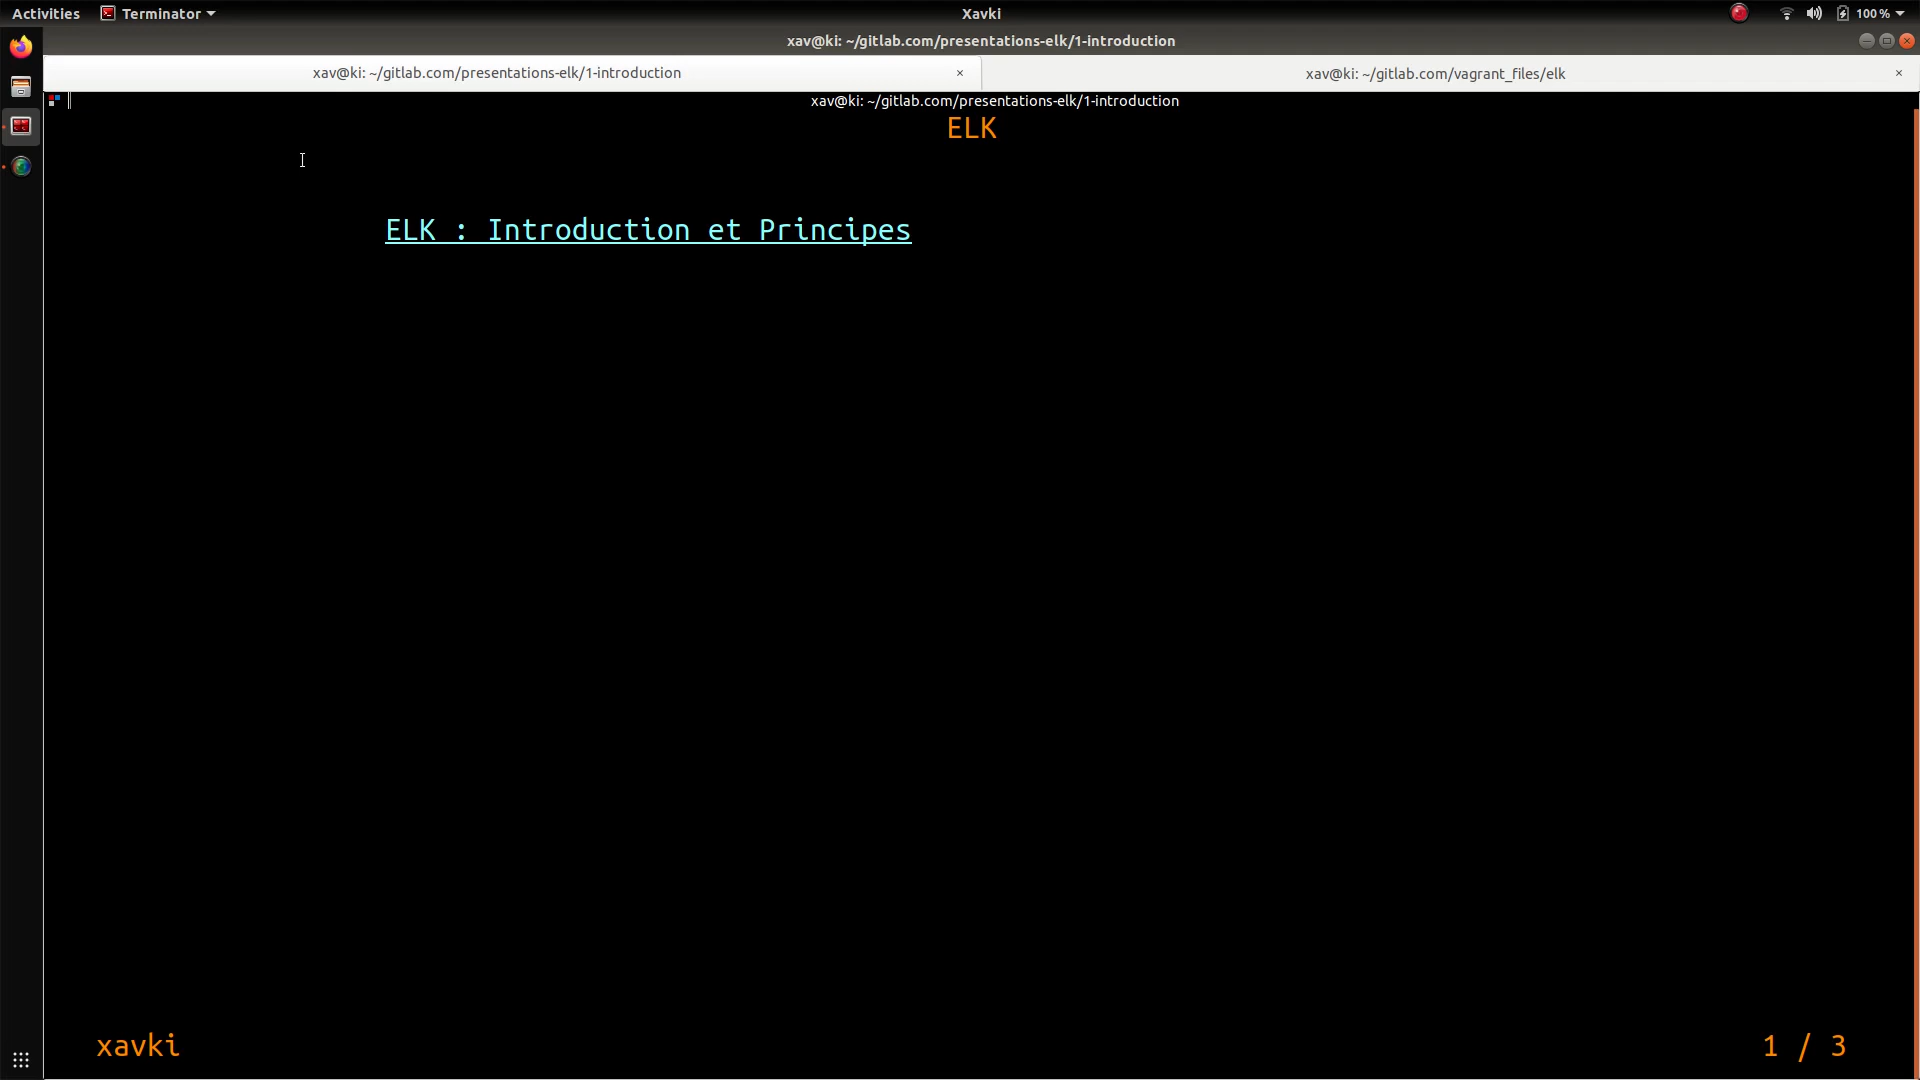 Activities Terminator Xavki 100 %
xav@ki: ~/gitlab.com/presentations-elk/1-introduction
xav@ki: ~/gitlab.com/presentations-elk/1-introduction × xav@ki: ~/gitlab.com/vagrant_files/elk ×
xav@ki: ~/gitlab.com/presentations-elk/1-introduction
ELK
ELK : Introduction et Principes
xavki 1 / 3